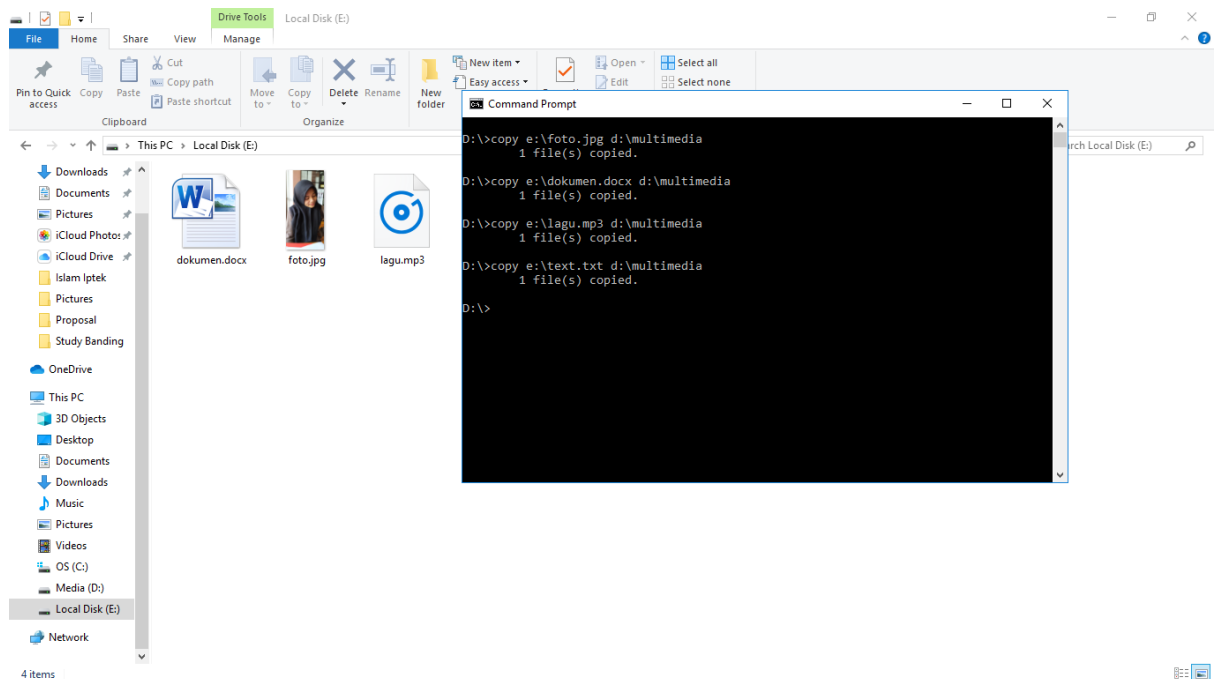 Drive Tools Local Disk (E:)
File Home Share View Manage
Pin to Quick access
Copy
Paste
Cut
Copy path
Paste shortcut
Clipboard
Move to
Copy to
Delete
Rename
Organize
New folder
New item
Easy access
Open
Edit
Select all
Select none
This PC > Local Disk (E:)
Local Disk (E:)
Downloads
Documents
Pictures
iCloud Photos
iCloud Drive
Islam Iptek
Pictures
Proposal
Study Banding
OneDrive
This PC
3D Objects
Desktop
Documents
Downloads
Music
Pictures
Videos
OS (C:)
Media (D:)
Local Disk (E:)
Network
4 items
dokumen.docx
foto.jpg
lagu.mp3
Command Prompt
D:\>copy e:\foto.jpg d:\multimedia
1 file(s) copied.
D:\>copy e:\dokumen.docx d:\multimedia
1 file(s) copied.
D:\>copy e:\lagu.mp3 d:\multimedia
1 file(s) copied.
D:\>copy e:\text.txt d:\multimedia
1 file(s) copied.
D:\>